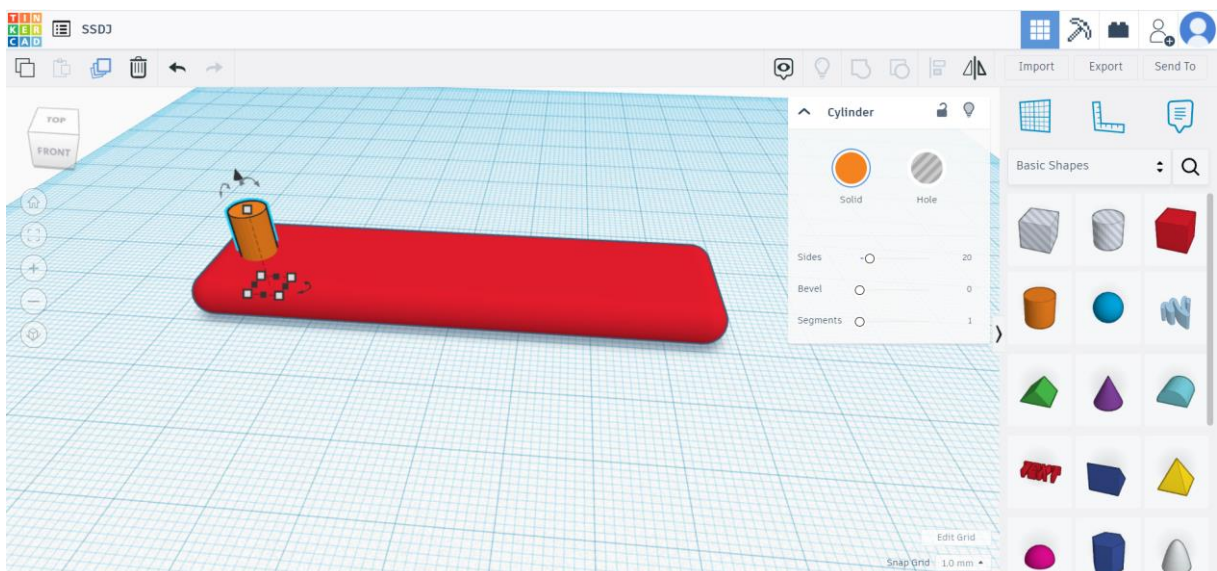 TIN
KER
CAD
SSDJ
Import Export Send To
TOP
FRONT
Cylinder
Solid Hole
Sides 20
Bevel 0
Segments 1
Basic Shapes
TEXT
Edit Grid
Snap Grid 1.0 mm